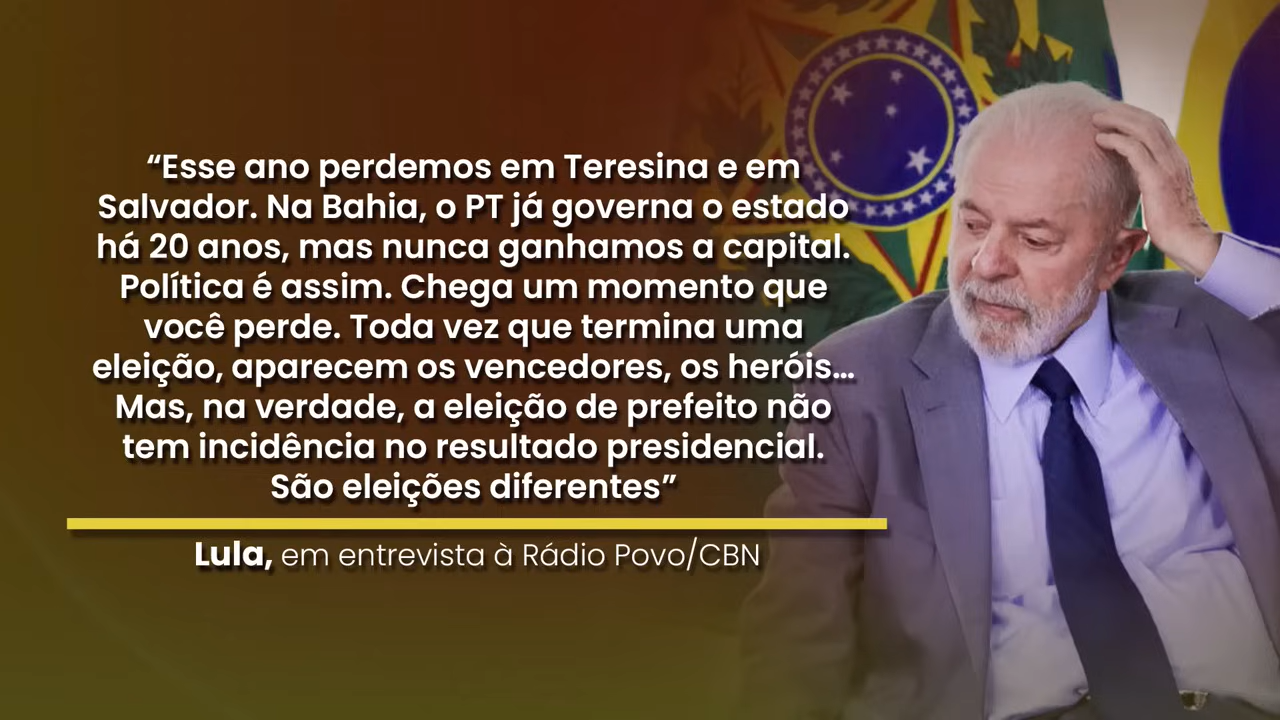 “Esse ano perdemos em Teresina e em
Salvador. Na Bahia, o PT já governa o estado
há 20 anos, mas nunca ganhamos a capital.
Política é assim. Chega um momento que
você perde. Toda vez que termina uma
eleição, aparecem os vencedores, os heróis...
Mas, na verdade, a eleição de prefeito não
tem incidência no resultado presidencial.
São eleições diferentes”
Lula, em entrevista à Rádio Povo/CBN